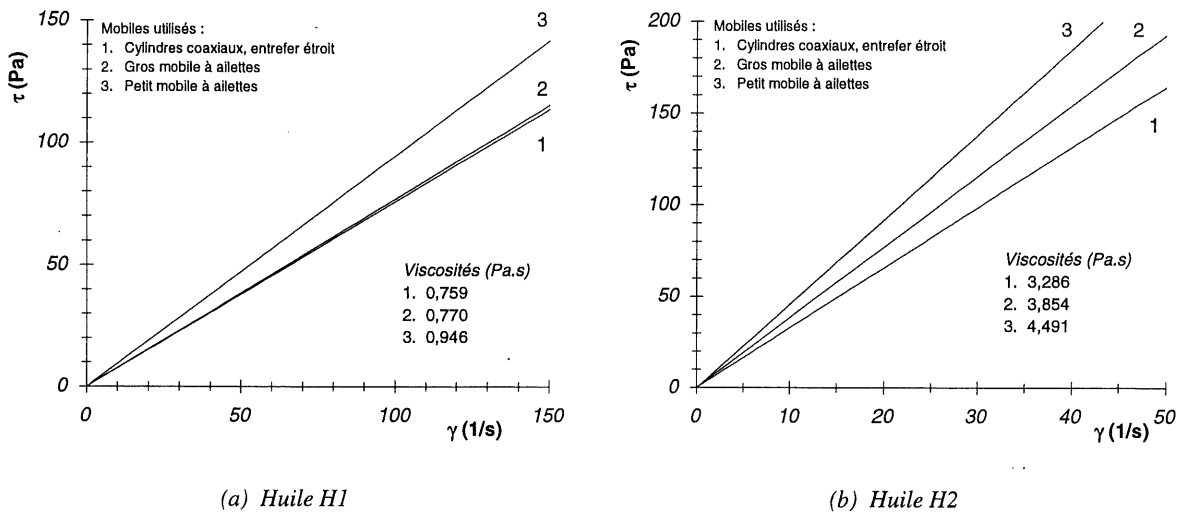 150
100
50
0
τ (Pa)
Mobiles utilisés :
1. Cylindres coaxiaux, entrefer étroit
2. Gros mobile à ailettes
3. Petit mobile à ailettes
3
2
1
Viscosités (Pa.s)
1. 0,759
2. 0,770
3. 0,946
0
50
100
150
γ (1/s)
(a) Huile H1
200
150
100
50
0
τ (Pa)
Mobiles utilisés :
1. Cylindres coaxiaux, entrefer étroit
2. Gros mobile à ailettes
3. Petit mobile à ailettes
3
2
1
Viscosités (Pa.s)
1. 3,286
2. 3,854
3. 4,491
0
10
20
30
40
50
γ (1/s)
(b) Huile H2